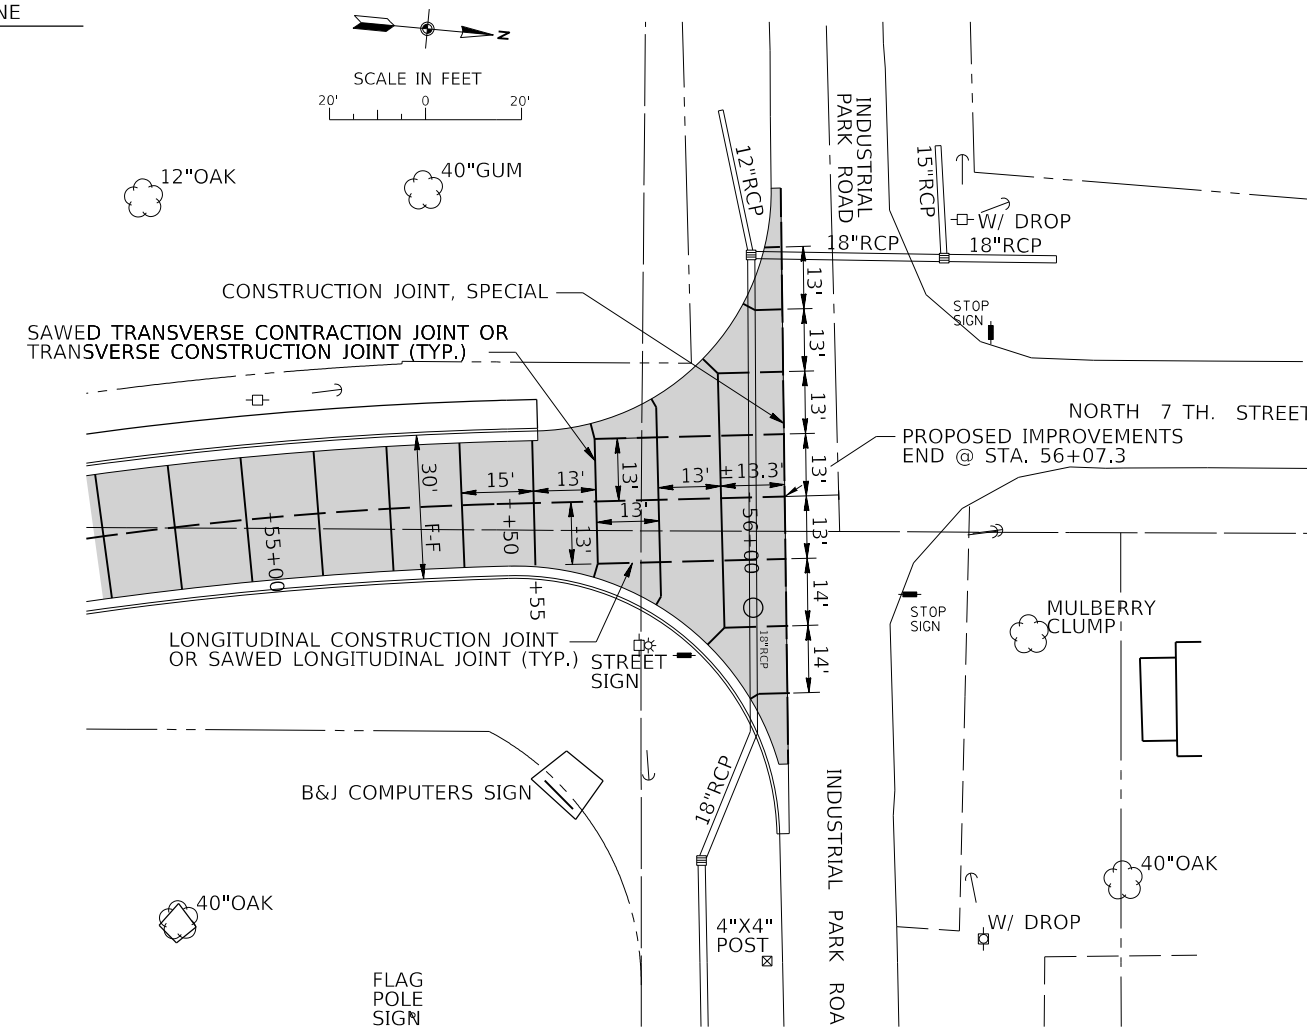 NE
N
SCALE IN FEET
20' 0 20'
12"OAK
40"GUM
12"RCP
INDUSTRIAL
PARK ROAD
15"RCP
W/ DROP
18"RCP
18"RCP
CONSTRUCTION JOINT, SPECIAL
STOP
SIGN
SAWED TRANSVERSE CONTRACTION JOINT OR
TRANSVERSE CONSTRUCTION JOINT (TYP.)
13'
13'
13'
13'
13'
14'
14'
NORTH 7 TH. STREET
PROPOSED IMPROVEMENTS
END @ STA. 56+07.3
30' F-F
15'
13'
13'
13'
±13.3'
13'
13'
+55+00
+50
+55
56+00
18"RCP
LONGITUDINAL CONSTRUCTION JOINT
OR SAWED LONGITUDINAL JOINT (TYP.)
STREET
SIGN
STOP
SIGN
MULBERRY
CLUMP
B&J COMPUTERS SIGN
18"RCP
INDUSTRIAL PARK ROA
40"OAK
40"OAK
4"X4"
POST
W/ DROP
FLAG
POLE
SIGN